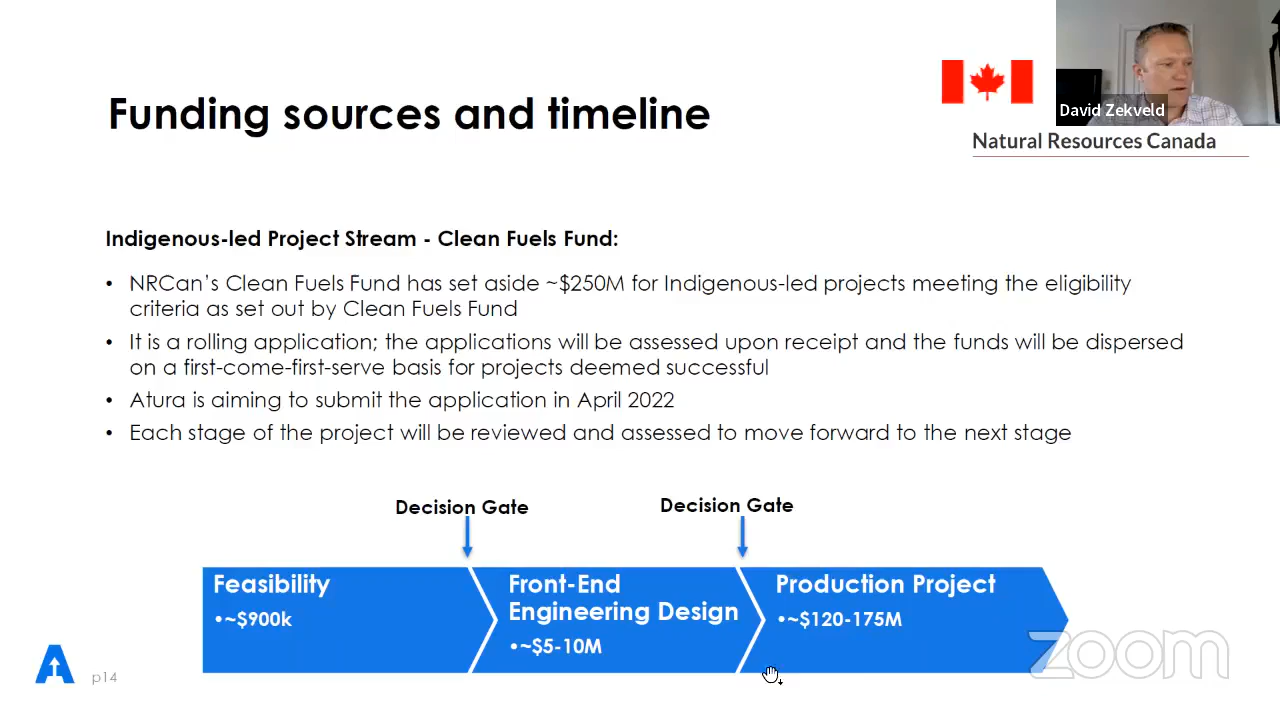 Funding sources and timeline
David Zekveld
Natural Resources Canada
Indigenous-led Project Stream - Clean Fuels Fund:
• NRCan's Clean Fuels Fund has set aside ~$250M for Indigenous-led projects meeting the eligibility
criteria as set out by Clean Fuels Fund
• It is a rolling application; the applications will be assessed upon receipt and the funds will be dispersed
on a first-come-first-serve basis for projects deemed successful
• Atura is aiming to submit the application in April 2022
• Each stage of the project will be reviewed and assessed to move forward to the next stage
Decision Gate
Decision Gate
Feasibility
•~$900k
Front-End
Engineering Design
•~$5-10M
Production Project
•~$120-175M
p14
zoom